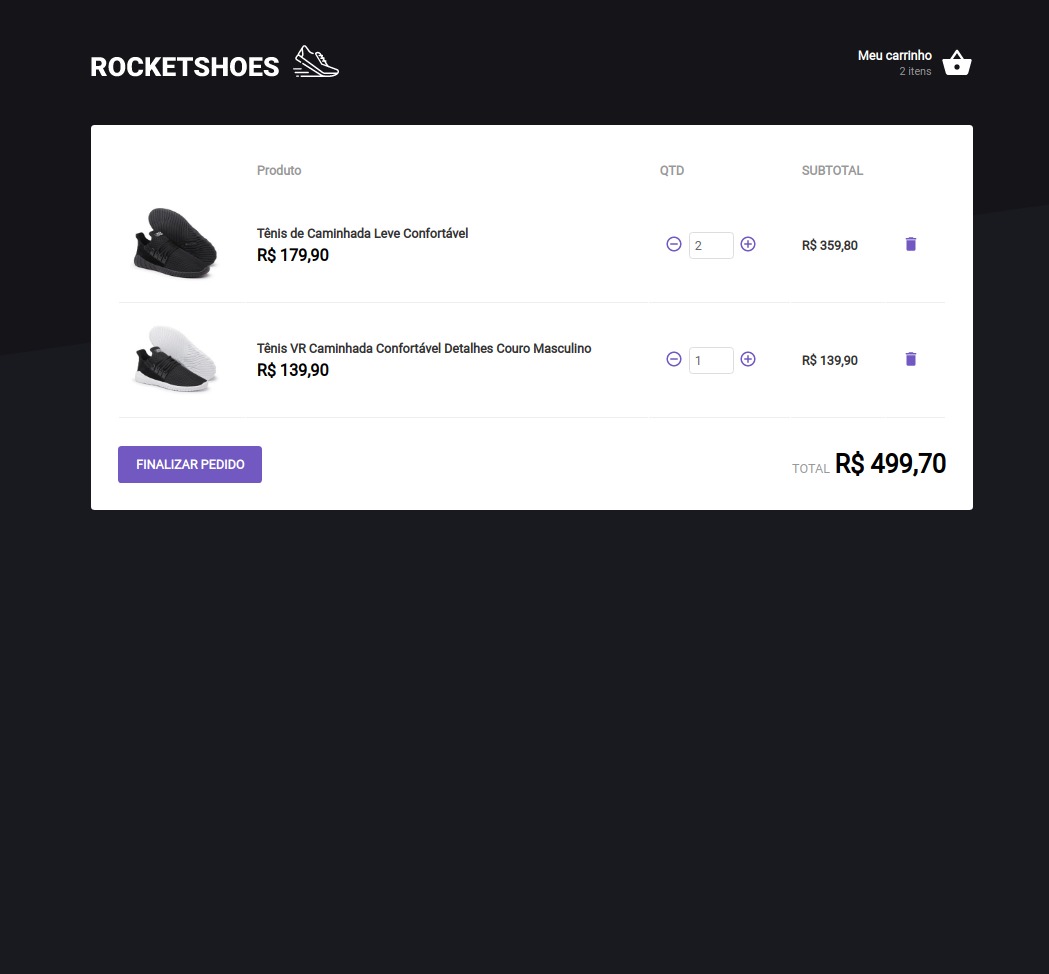 ROCKETSHOES
Meu carrinho
2 itens
Produto QTD SUBTOTAL
Tênis de Caminhada Leve Confortável
R$ 179,90
2
R$ 359,80
Tênis VR Caminhada Confortável Detalhes Couro Masculino
R$ 139,90
1
R$ 139,90
FINALIZAR PEDIDO
TOTAL R$ 499,70